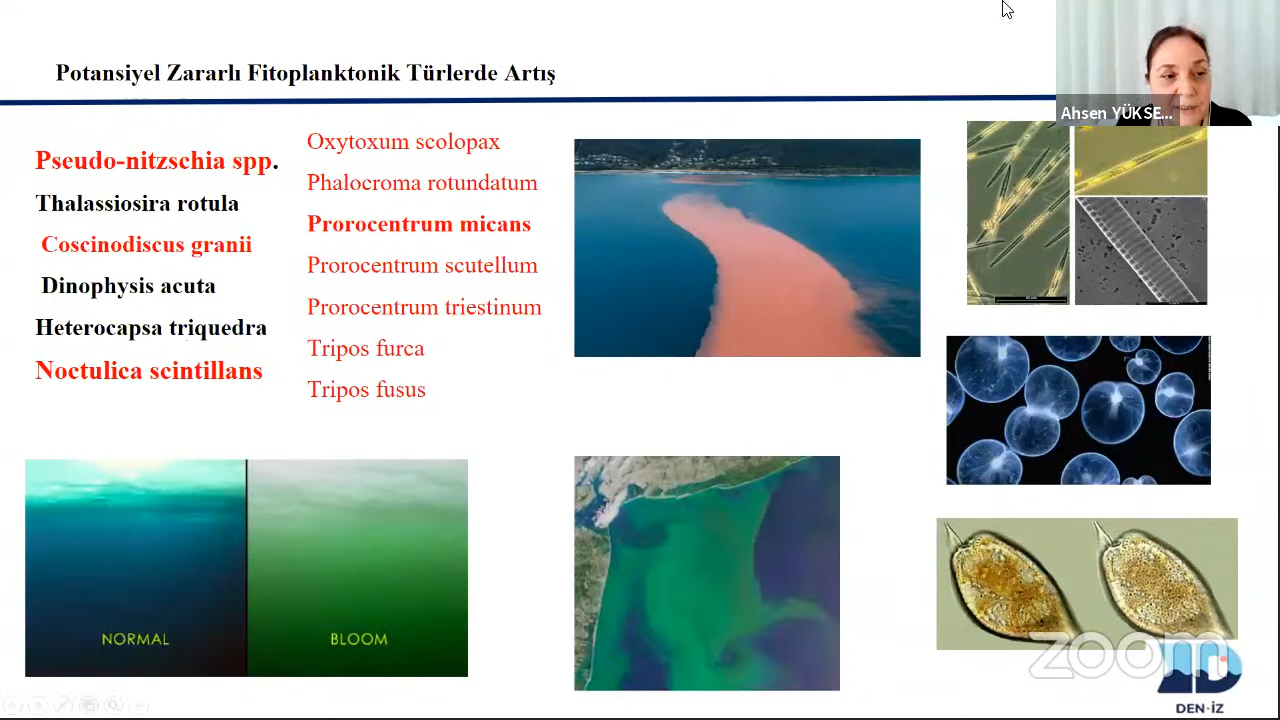 Potansiyel Zararlı Fitoplanktonik Türlerde Artış
Ahsen YÜKSE...
Pseudo-nitzschia spp.
Thalassiosira rotula
Coscinodiscus granii
Dinophysis acuta
Heterocapsa triquedra
Noctulica scintillans
Oxytoxum scolopax
Phalocroma rotundatum
Prorocentrum micans
Prorocentrum scutellum
Prorocentrum triestinum
Tripos furca
Tripos fusus
NORMAL
BLOOM
zoom
DEN·İZ